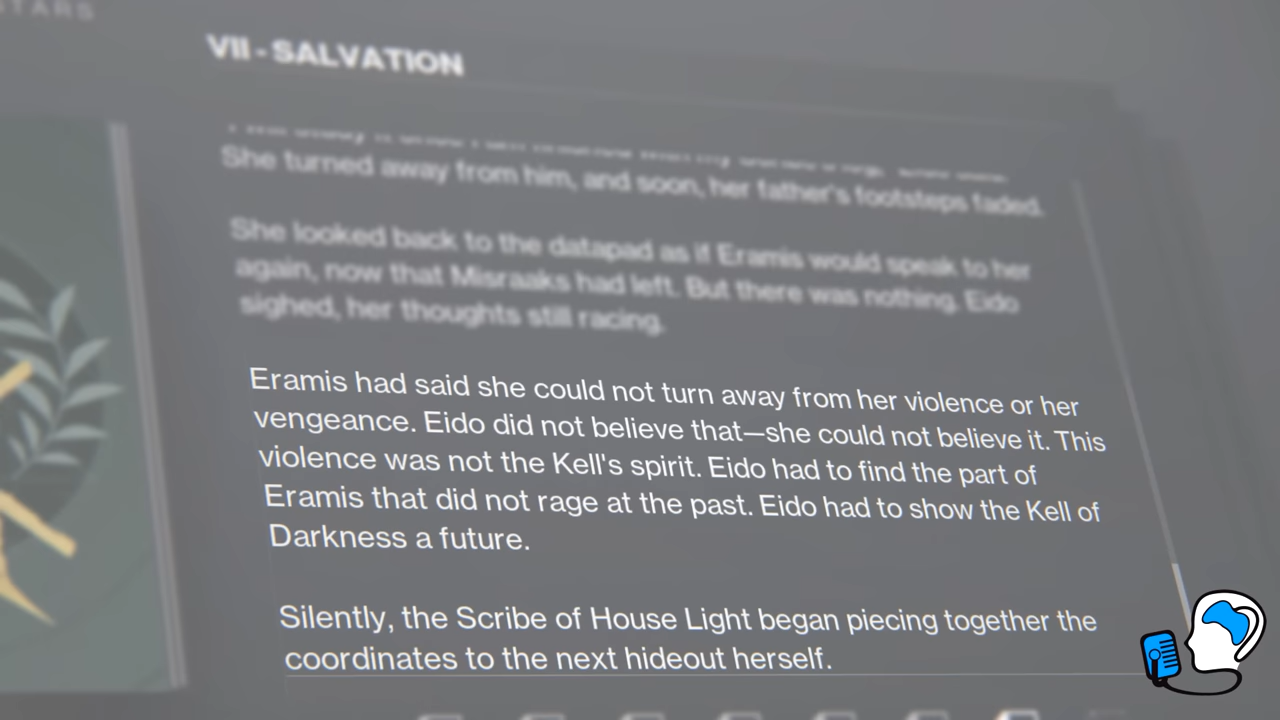 TARS
VII - SALVATION
She turned away from him, and soon, her father's footsteps faded.
She looked back to the datapad as if Eramis would speak to her
again, now that Misraaks had left. But there was nothing. Eido
sighed, her thoughts still racing.
Eramis had said she could not turn away from her violence or her
vengeance. Eido did not believe that—she could not believe it. This
violence was not the Kell's spirit. Eido had to find the part of
Eramis that did not rage at the past. Eido had to show the Kell of
Darkness a future.
Silently, the Scribe of House Light began piecing together the
coordinates to the next hideout herself.